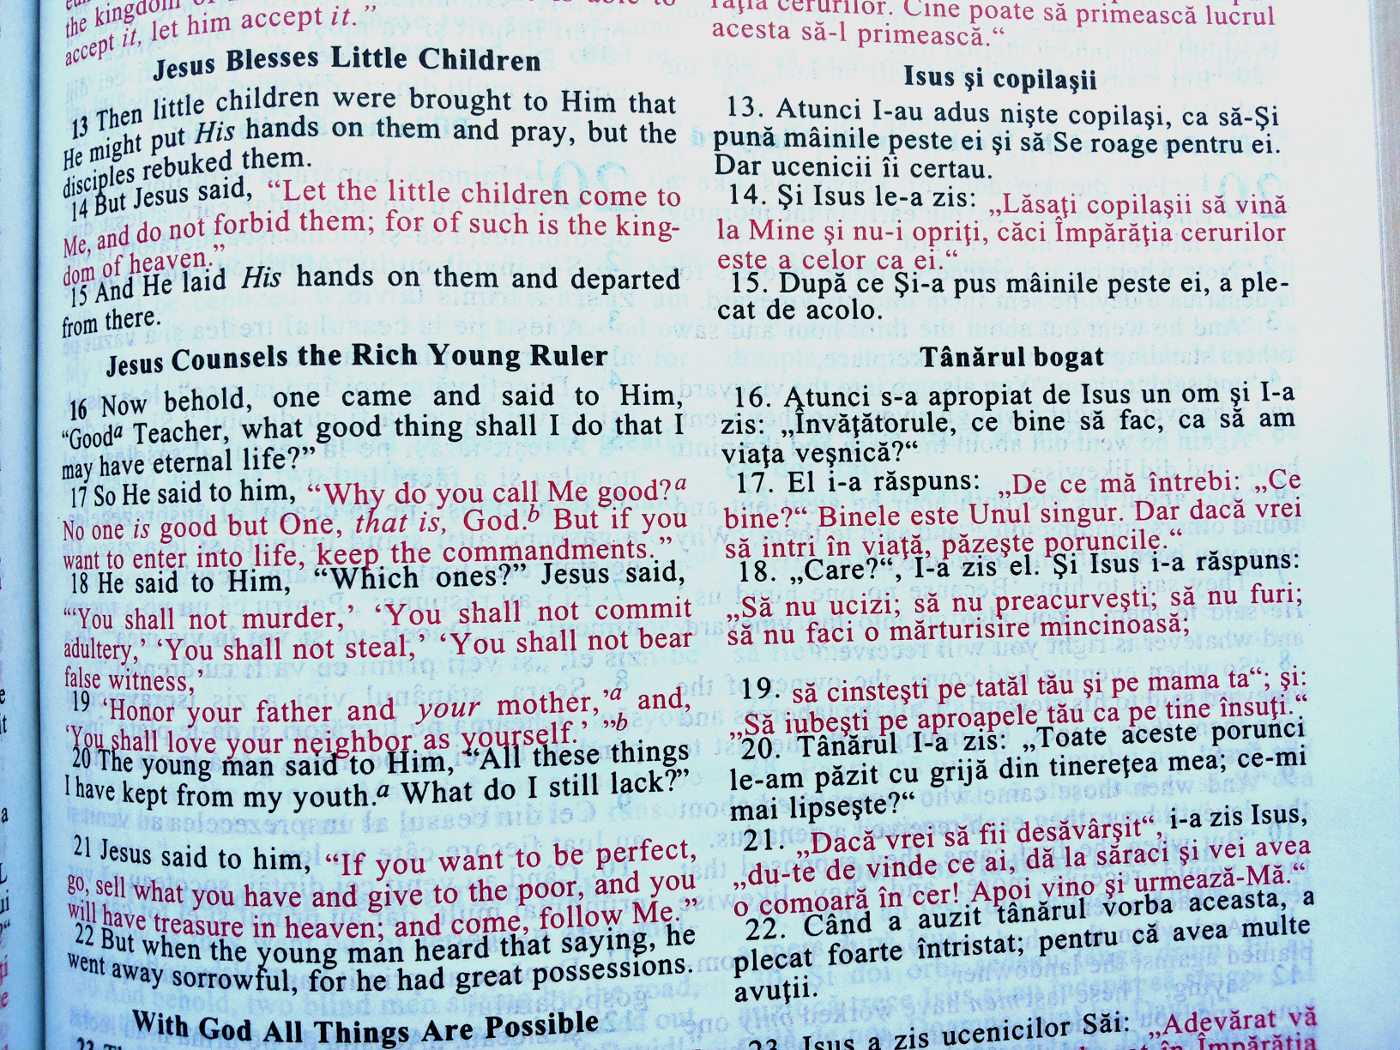 the kingdom
accept it, let him accept it.”
Jesus Blesses Little Children
13 Then little children were brought to Him that
He might put His hands on them and pray, but the
disciples rebuked them.
14 But Jesus said, “Let the little children come to
Me, and do not forbid them; for of such is the king-
dom of heaven.”
15 And He laid His hands on them and departed
from there.
Jesus Counsels the Rich Young Ruler
16 Now behold, one came and said to Him,
“Goodª Teacher, what good thing shall I do that I
may have eternal life?”
17 So He said to him, “Why do you call Me good?ª
No one is good but One, that is, God.ᵇ But if you
want to enter into life, keep the commandments.”
18 He said to Him, “Which ones?” Jesus said,
“‘You shall not murder,’ ‘You shall not commit
adultery,’ ‘You shall not steal,’ ‘You shall not bear
false witness,’
19 ‘Honor your father and your mother,’ª and,
‘You shall love your neighbor as yourself.’”ᵇ
20 The young man said to Him, “All these things
I have kept from my youth.ª What do I still lack?”
21 Jesus said to him, “If you want to be perfect,
go, sell what you have and give to the poor, and you
will have treasure in heaven; and come, follow Me.”
22 But when the young man heard that saying, he
went away sorrowful, for he had great possessions.
With God All Things Are Possible
cerurilor. Cine poate să primească lucrul
acesta să-l primească.“
Isus şi copilaşii
13. Atunci I-au adus nişte copilaşi, ca să-Şi
pună mâinile peste ei şi să Se roage pentru ei.
Dar ucenicii îi certau.
14. Şi Isus le-a zis: „Lăsaţi copilaşii să vină
la Mine şi nu-i opriţi, căci Împărăţia cerurilor
este a celor ca ei.“
15. După ce Şi-a pus mâinile peste ei, a ple-
cat de acolo.
Tânărul bogat
16. Atunci s-a apropiat de Isus un om şi I-a
zis: „Învăţătorule, ce bine să fac, ca să am
viaţa veşnică?“
17. El i-a răspuns: „De ce mă întrebi: „Ce
bine?“ Binele este Unul singur. Dar dacă vrei
să intri în viaţă, păzeşte poruncile.“
18. „Care?“, I-a zis el. Şi Isus i-a răspuns:
„Să nu ucizi; să nu preacurveşti; să nu furi;
să nu faci o mărturisire mincinoasă;
19. să cinsteşti pe tatăl tău şi pe mama ta“; şi:
„Să iubeşti pe aproapele tău ca pe tine însuţi.“
20. Tânărul I-a zis: „Toate aceste porunci
le-am păzit cu grijă din tinereţea mea; ce-mi
mai lipseşte?“
21. „Dacă vrei să fii desăvârşit“, i-a zis Isus,
„du-te de vinde ce ai, dă la săraci şi vei avea
o comoară în cer! Apoi vino şi urmează-Mă.“
22. Când a auzit tânărul vorba aceasta, a
plecat foarte întristat; pentru că avea multe
avuţii.
23. Isus a zis ucenicilor Săi: „Adevărat vă
în Împărăţia